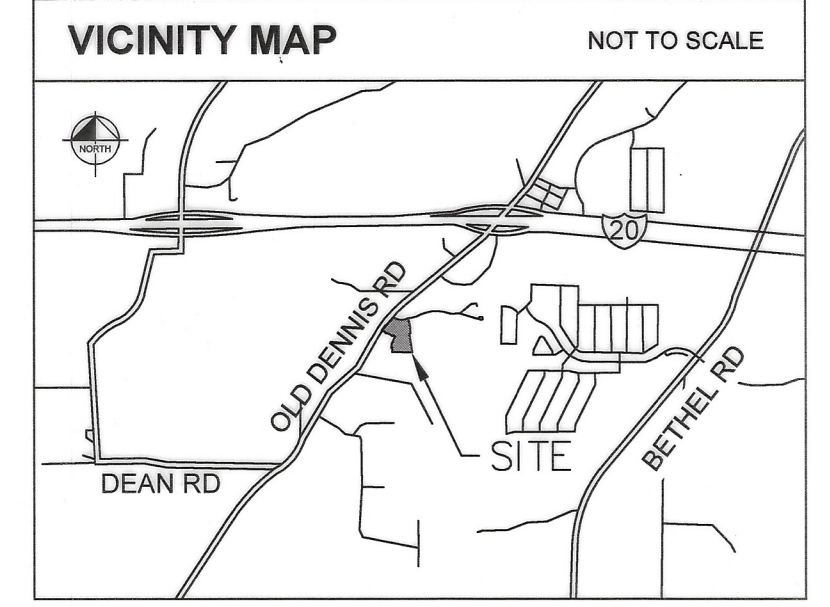 VICINITY MAP
NOT TO SCALE
NORTH
20
OLD DENNIS RD
BETHEL RD
SITE
DEAN RD